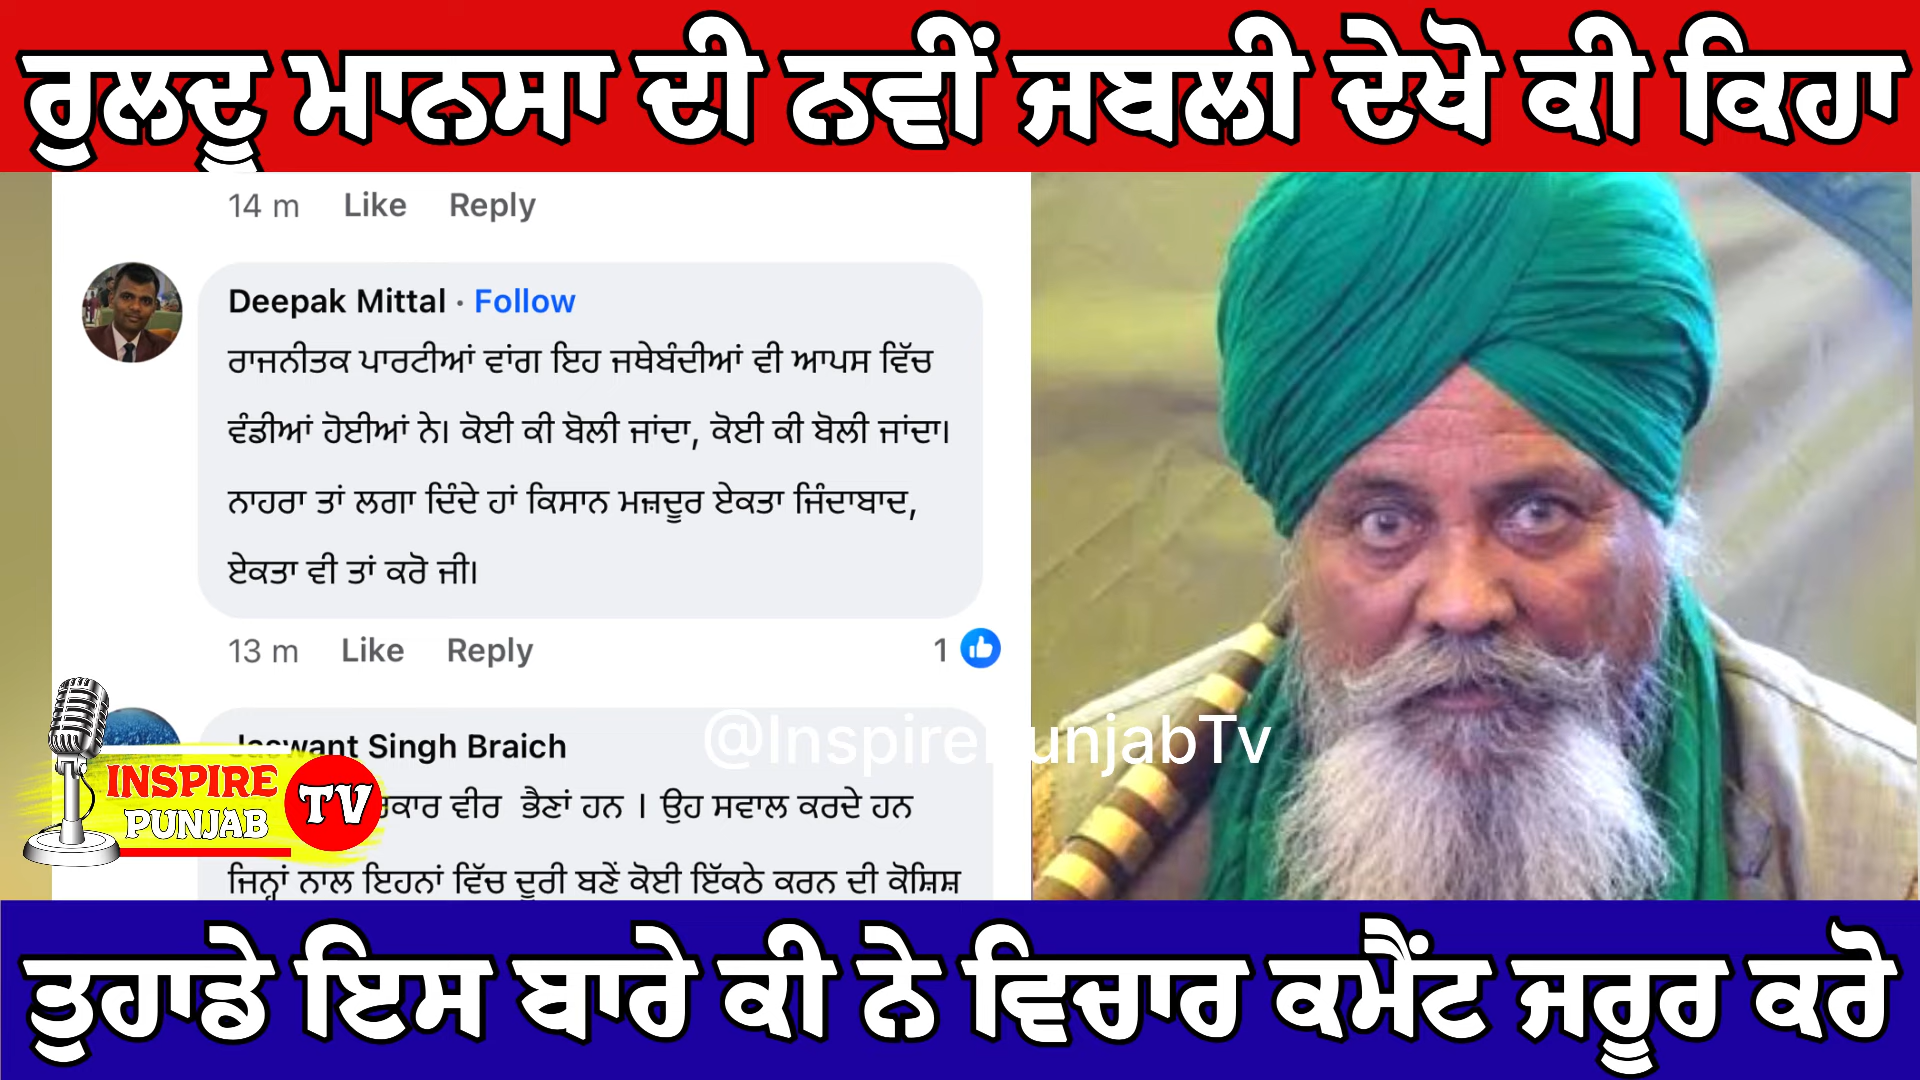 ਰੁਲਦੂ ਮਾਨਸਾ ਦੀ ਨਵੀਂ ਜਬਲੀ ਦੇਖੋ ਕੀ ਕਿਹਾ
14 m Like Reply
Deepak Mittal · Follow
ਰਾਜਨੀਤਕ ਪਾਰਟੀਆਂ ਵਾਂਗ ਇਹ ਜਥੇਬੰਦੀਆਂ ਵੀ ਆਪਸ ਵਿੱਚ
ਵੰਡੀਆਂ ਹੋਈਆਂ ਨੇ। ਕੋਈ ਕੀ ਬੋਲੀ ਜਾਂਦਾ, ਕੋਈ ਕੀ ਬੋਲੀ ਜਾਂਦਾ।
ਨਾਹਰਾ ਤਾਂ ਲਗਾ ਦਿੰਦੇ ਹਾਂ ਕਿਸਾਨ ਮਜ਼ਦੂਰ ਏਕਤਾ ਜਿੰਦਾਬਾਦ,
ਏਕਤਾ ਵੀ ਤਾਂ ਕਰੋ ਜੀ।
13 m Like Reply 1
Jaswant Singh Braich
ਵੀਰ ਭੈਣਾਂ ਹਨ । ਉਹ ਸਵਾਲ ਕਰਦੇ ਹਨ
ਜਿਨ੍ਹਾਂ ਨਾਲ ਇਹਨਾਂ ਵਿੱਚ ਦੂਰੀ ਬਣੇਂ ਕੋਈ ਇੱਕਠੇ ਕਰਨ ਦੀ ਕੋਸ਼ਿਸ਼
@InspirePunjabTv
INSPIRE
PUNJAB
TV
ਤੁਹਾਡੇ ਇਸ ਬਾਰੇ ਕੀ ਨੇ ਵਿਚਾਰ ਕਮੈਂਟ ਜਰੂਰ ਕਰੋ